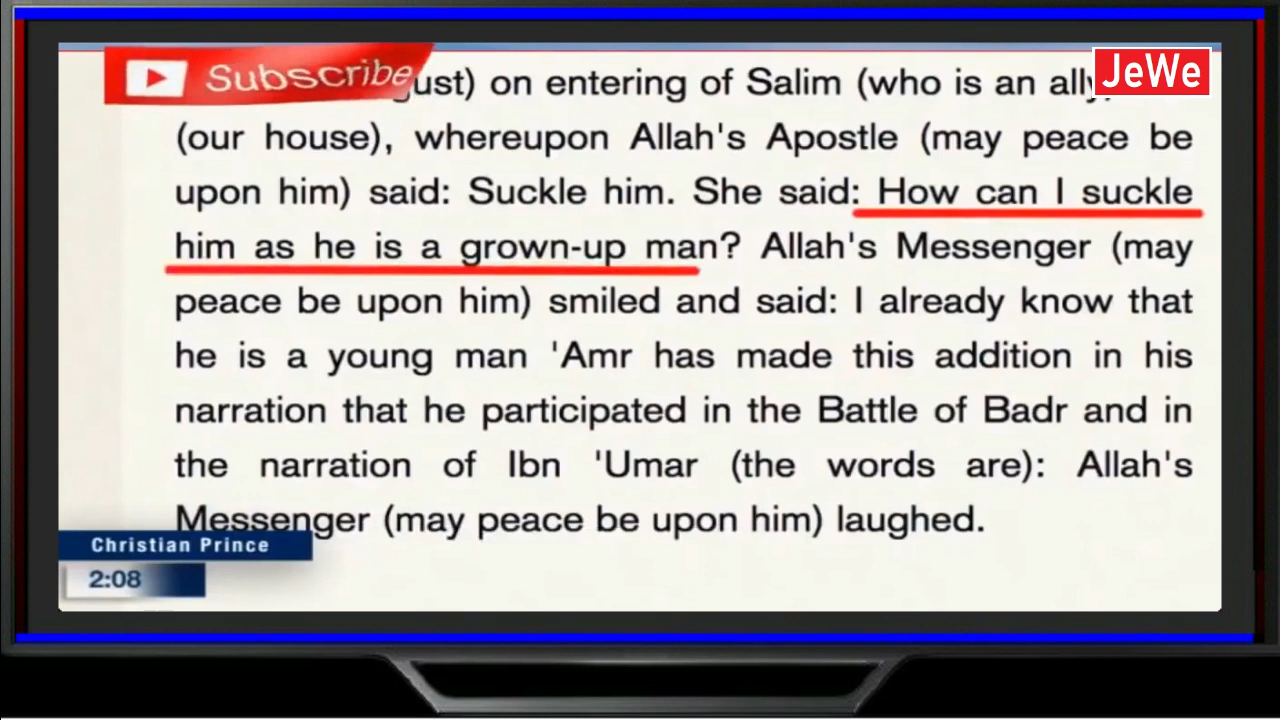 Subscribe
JeWe
gust) on entering of Salim (who is an ally,
(our house), whereupon Allah's Apostle (may peace be
upon him) said: Suckle him. She said: How can I suckle
him as he is a grown-up man? Allah's Messenger (may
peace be upon him) smiled and said: I already know that
he is a young man 'Amr has made this addition in his
narration that he participated in the Battle of Badr and in
the narration of Ibn 'Umar (the words are): Allah's
Messenger (may peace be upon him) laughed.
Christian Prince
2:08